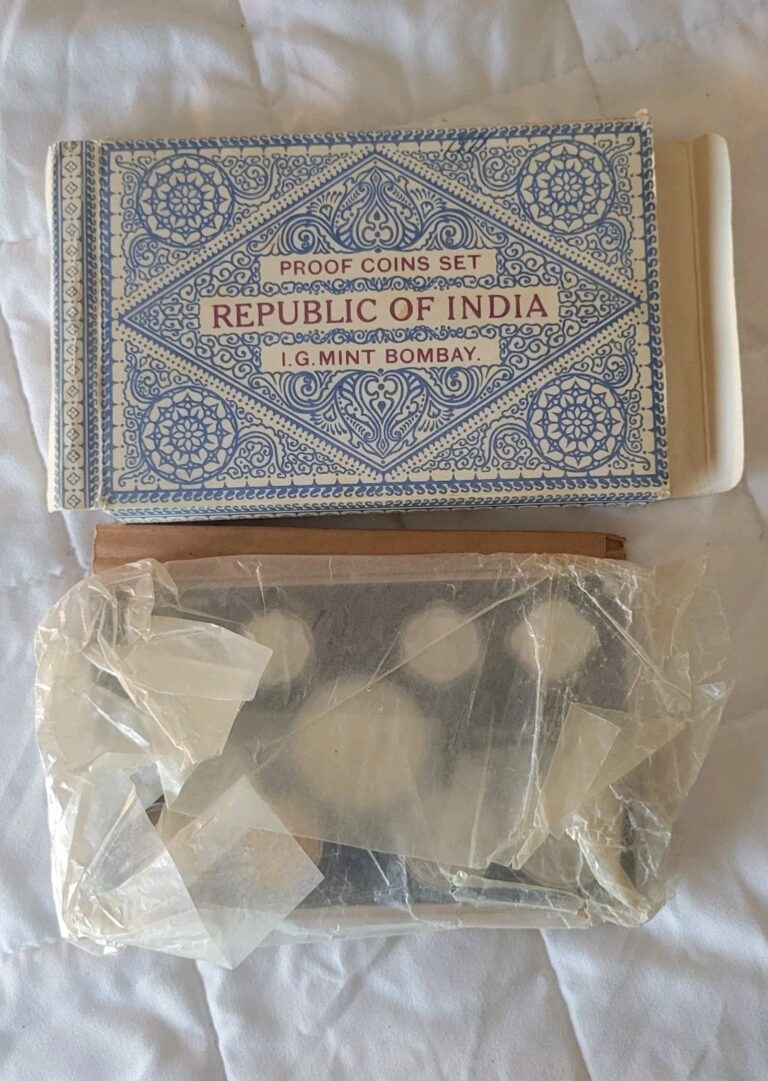 PROOF COINS SET
REPUBLIC OF INDIA
I.G.MINT BOMBAY.